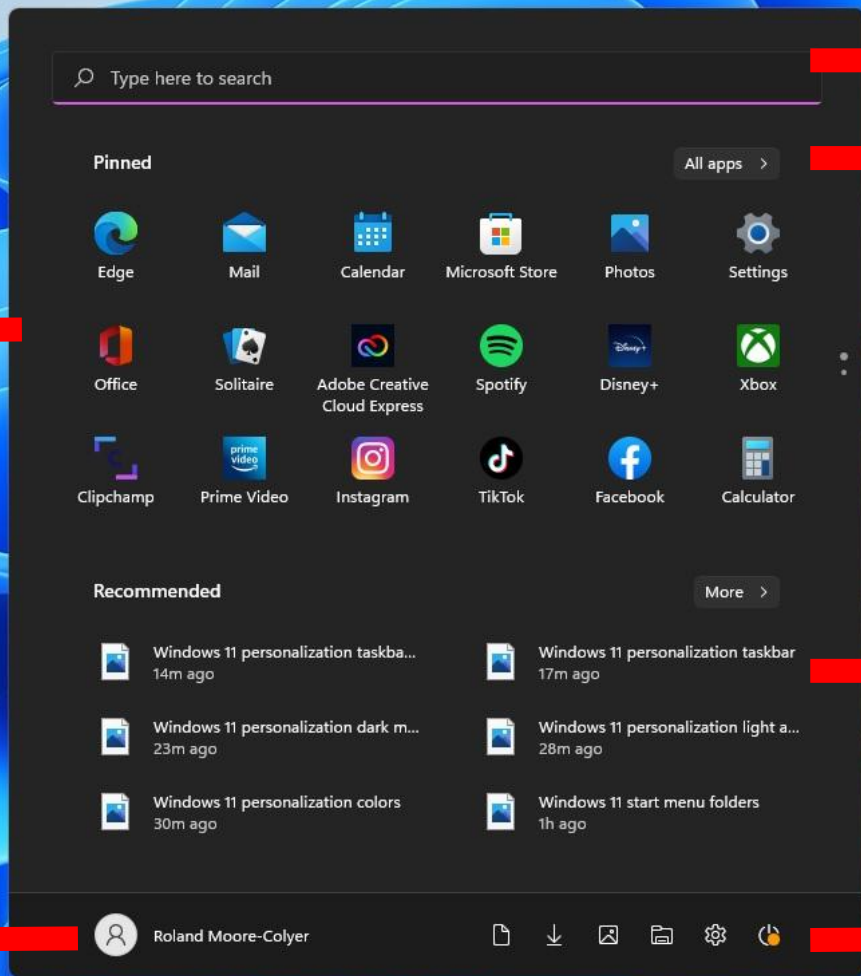 Type here to search
Pinned
All apps
Edge
Mail
Calendar
Microsoft Store
Photos
Settings
Office
Solitaire
Adobe Creative
Cloud Express
Spotify
Disney+
Disney+
Xbox
prime
video
Clipchamp
Prime Video
Instagram
TikTok
Facebook
Calculator
Recommended
More
Windows 11 personalization taskba...
14m ago
Windows 11 personalization taskbar
17m ago
Windows 11 personalization dark m...
23m ago
Windows 11 personalization light a...
28m ago
Windows 11 personalization colors
30m ago
Windows 11 start menu folders
1h ago
Roland Moore-Colyer